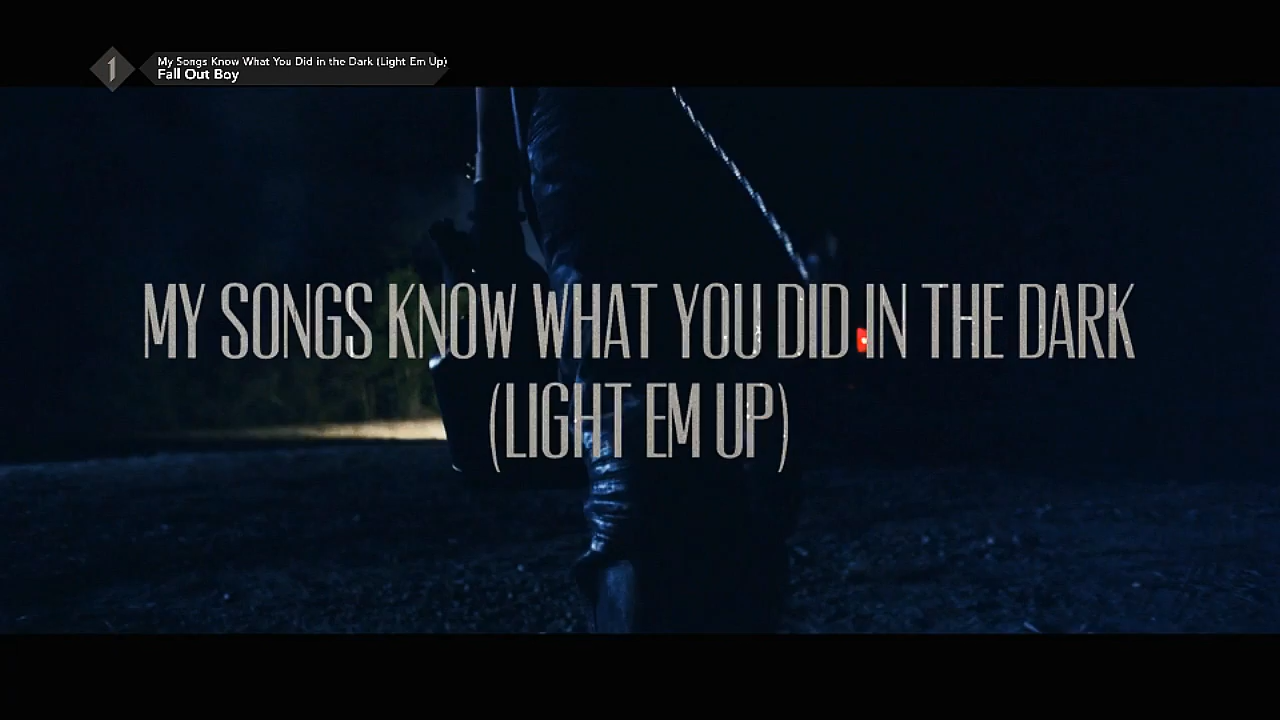 1
My Songs Know What You Did in the Dark (Light Em Up)
Fall Out Boy
MY SONGS KNOW WHAT YOU DID IN THE DARK
(LIGHT EM UP)